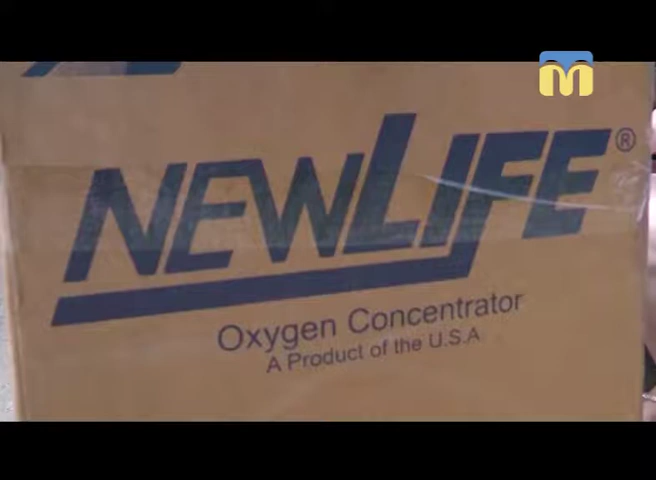 M
NEWLIFE®
Oxygen Concentrator
A Product of the U.S.A